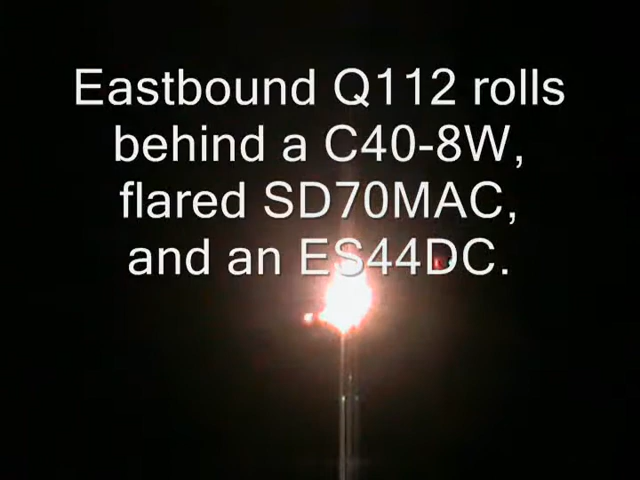 Eastbound Q112 rolls
behind a C40-8W,
flared SD70MAC,
and an ES44DC.